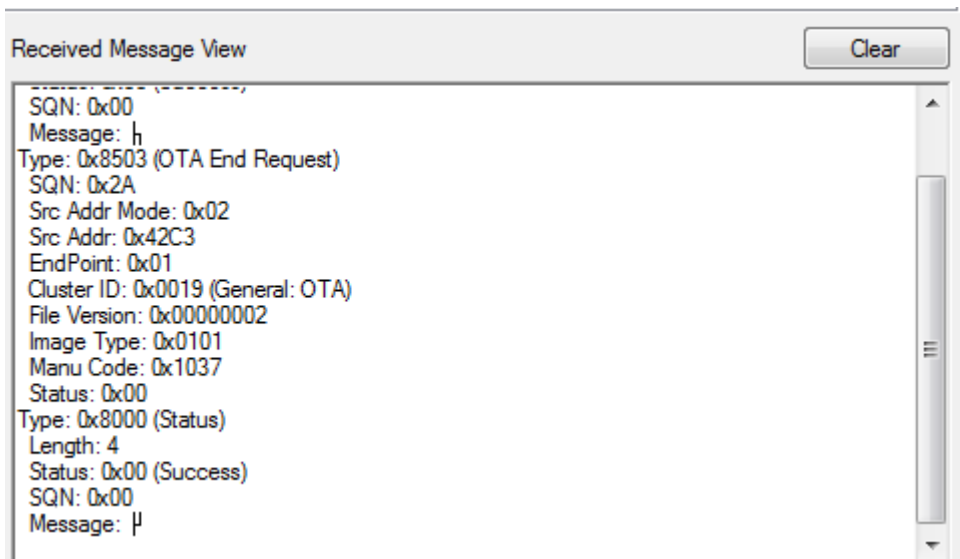 Received Message View
Clear
SQN: 0x00
Message:
Type: 0x8503 (OTA End Request)
SQN: 0x2A
Src Addr Mode: 0x02
Src Addr: 0x42C3
EndPoint: 0x01
Cluster ID: 0x0019 (General: OTA)
File Version: 0x00000002
Image Type: 0x0101
Manu Code: 0x1037
Status: 0x00
Type: 0x8000 (Status)
Length: 4
Status: 0x00 (Success)
SQN: 0x00
Message: